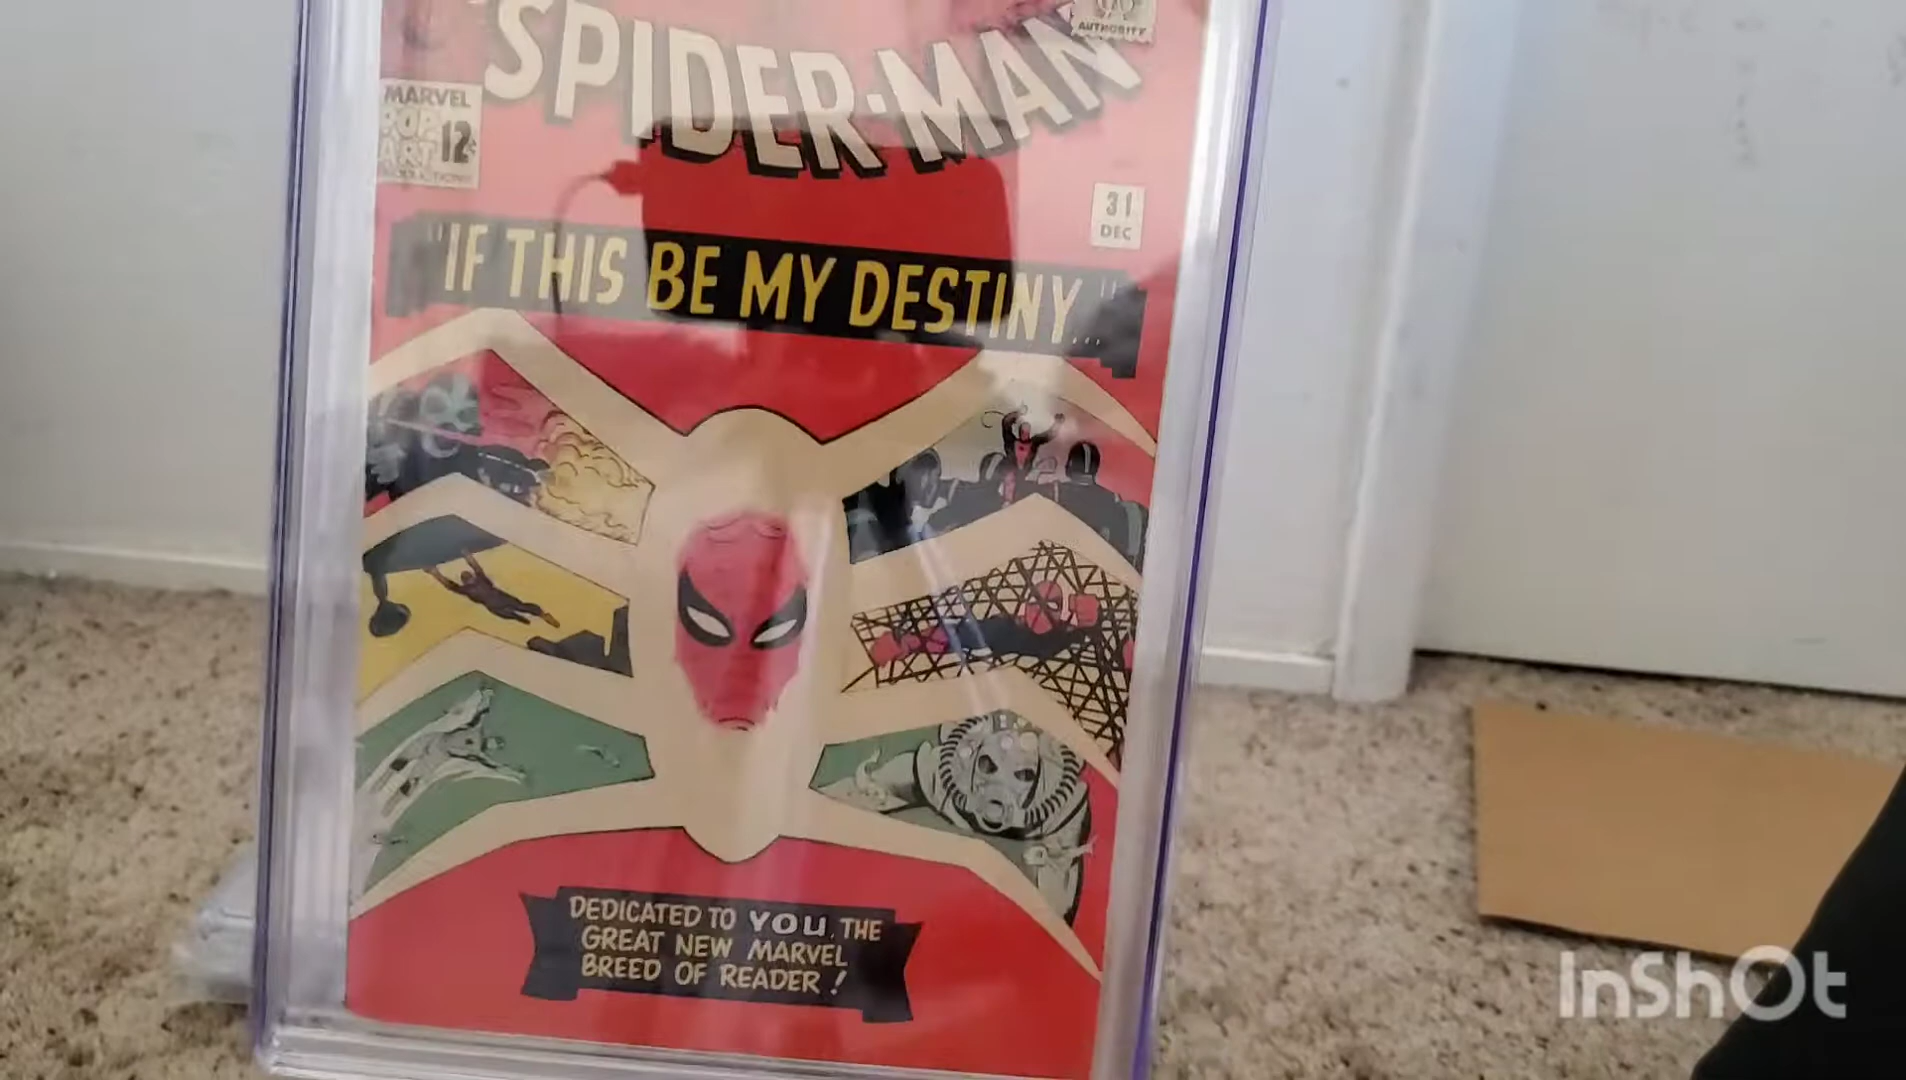 SPIDER-MAN
AUTHORITY
MARVEL
POP
ART
12¢
31
DEC
"IF THIS BE MY DESTINY..."
DEDICATED TO YOU, THE
GREAT NEW MARVEL
BREED OF READER!
InShOt